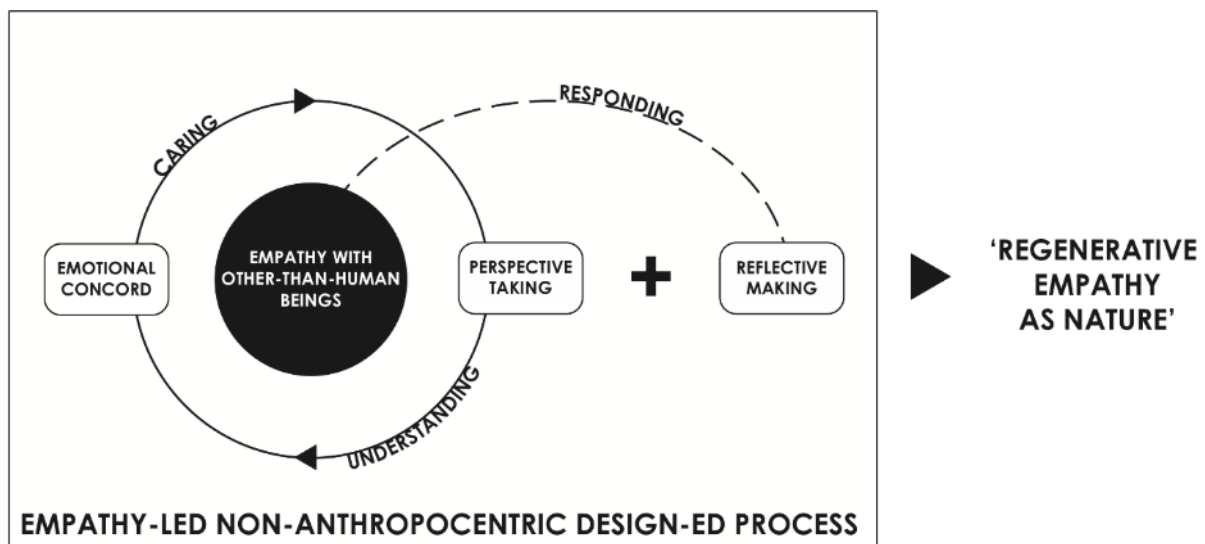 RESPONDING
CARING
EMOTIONAL
CONCORD
EMPATHY WITH
OTHER-THAN-HUMAN
BEINGS
PERSPECTIVE
TAKING
+
REFLECTIVE
MAKING
‘REGENERATIVE
EMPATHY
AS NATURE’
UNDERSTANDING
EMPATHY-LED NON-ANTHROPOCENTRIC DESIGN-ED PROCESS